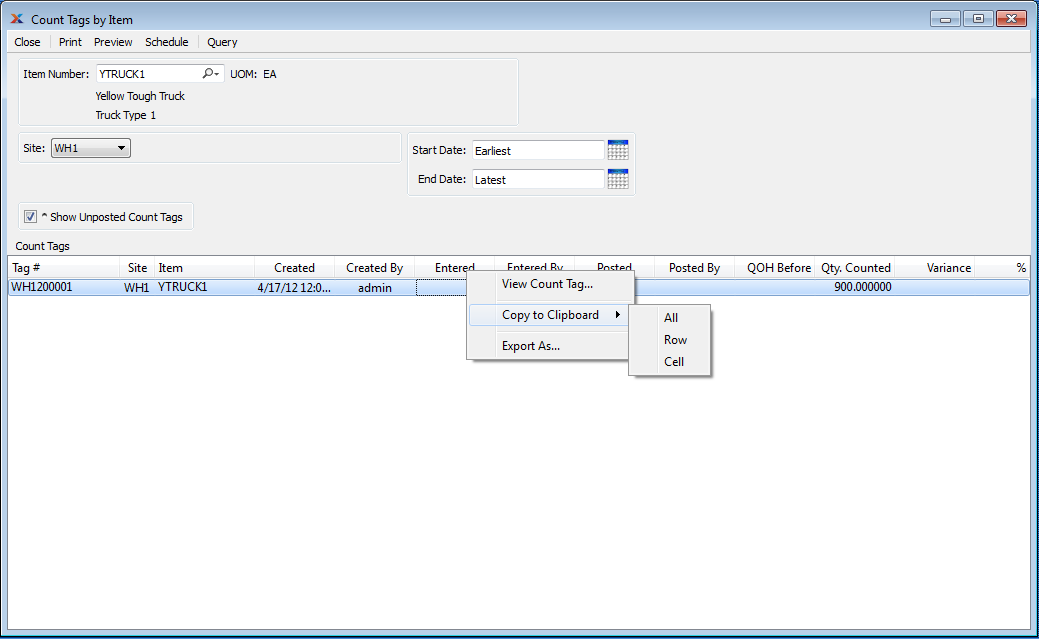 Count Tags by Item
Close Print Preview Schedule Query
Item Number: YTRUCK1 UOM: EA
Yellow Tough Truck
Truck Type 1
Site: WH1
Start Date: Earliest
End Date: Latest
^ Show Unposted Count Tags
Count Tags
Tag # Site Item Created Created By Entered Entered By Posted Posted By QOH Before Qty. Counted Variance %
WH1200001 WH1 YTRUCK1 4/17/12 12:0... admin 900.000000
View Count Tag...
Copy to Clipboard
Export As...
All
Row
Cell